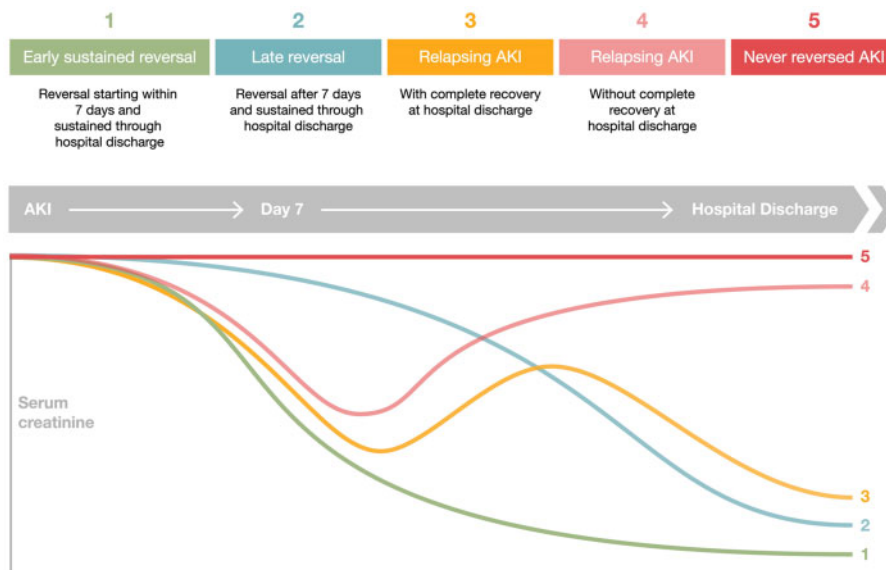 1
2
3
4
5
Early sustained reversal
Late reversal
Relapsing AKI
Relapsing AKI
Never reversed AKI
Reversal starting within
7 days and
sustained through
hospital discharge
Reversal after 7 days
and sustained through
hospital discharge
With complete recovery
at hospital discharge
Without complete
recovery at
hospital discharge
AKI
Day 7
Hospital Discharge
Serum
creatinine
5
4
3
2
1